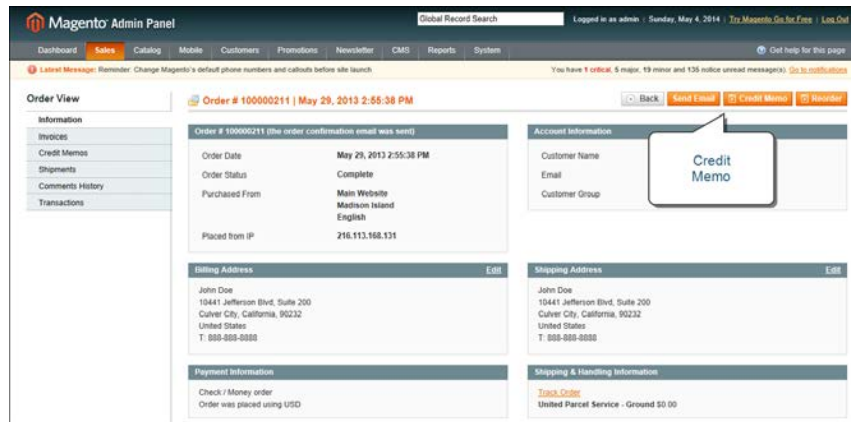 Magento Admin Panel
Global Record Search
Logged in as admin | Sunday, May 4, 2014 | Try Magento Go for Free | Log Out
Dashboard Sales Catalog Mobile Customers Promotions Newsletter CMS Reports System
Get help for this page
Latest Message: Reminder: Change Magento's default phone numbers and callouts before site launch
You have 1 critical, 5 major, 19 minor and 135 notice unread message(s). Go to notifications
Order View
Information
Invoices
Credit Memos
Shipments
Comments History
Transactions
Order # 100000211 | May 29, 2013 2:55:38 PM
Back Send Email Credit Memo Reorder
Order # 100000211 (the order confirmation email was sent)
Order Date May 29, 2013 2:55:38 PM
Order Status Complete
Purchased From Main Website
Madison Island
English
Placed from IP 216.113.168.131
Account Information
Customer Name
Email
Customer Group
Credit
Memo
Billing Address Edit
John Doe
10441 Jefferson Blvd, Suite 200
Culver City, California, 90232
United States
T: 888-888-8888
Shipping Address Edit
John Doe
10441 Jefferson Blvd, Suite 200
Culver City, California, 90232
United States
T: 888-888-8888
Payment Information
Check / Money order
Order was placed using USD
Shipping & Handling Information
Track Order
United Parcel Service - Ground $0.00